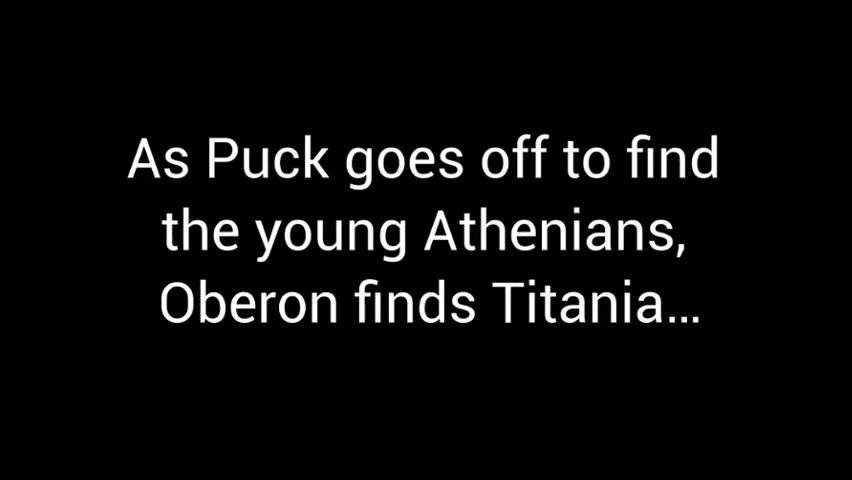 As Puck goes off to find
the young Athenians,
Oberon finds Titania...